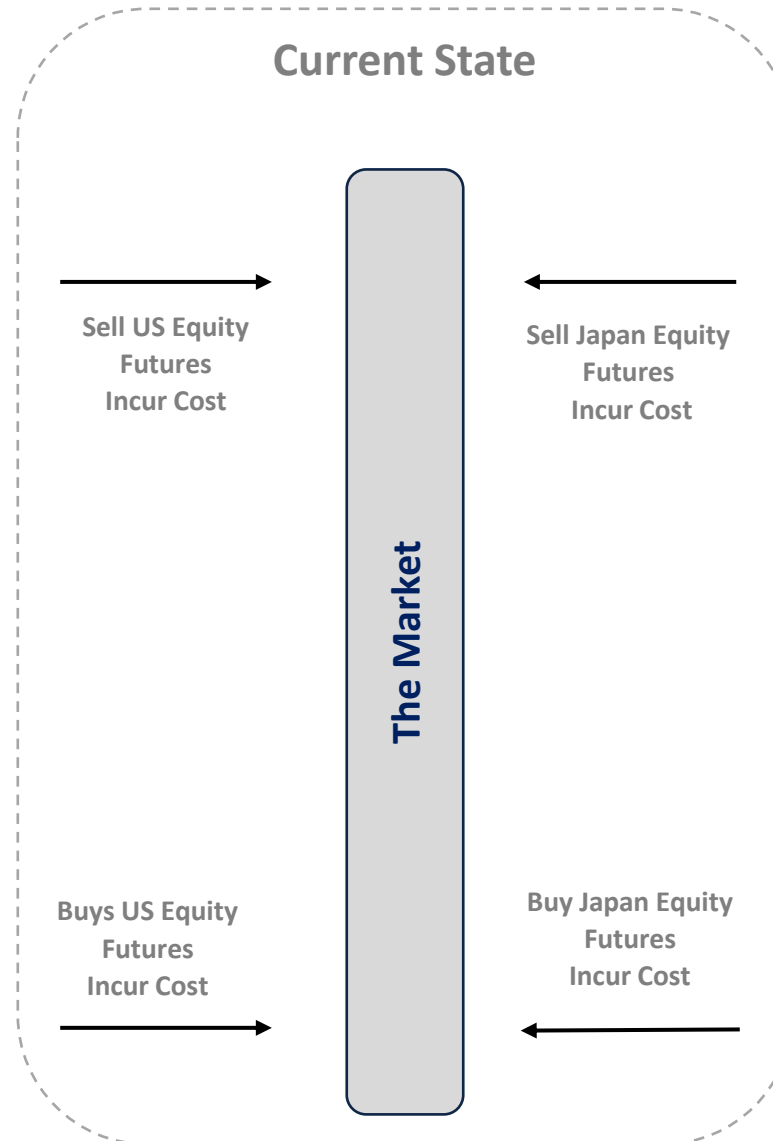 Current State
Sell US Equity
Futures
Incur Cost
Sell Japan Equity
Futures
Incur Cost
The Market
Buys US Equity
Futures
Incur Cost
Buy Japan Equity
Futures
Incur Cost